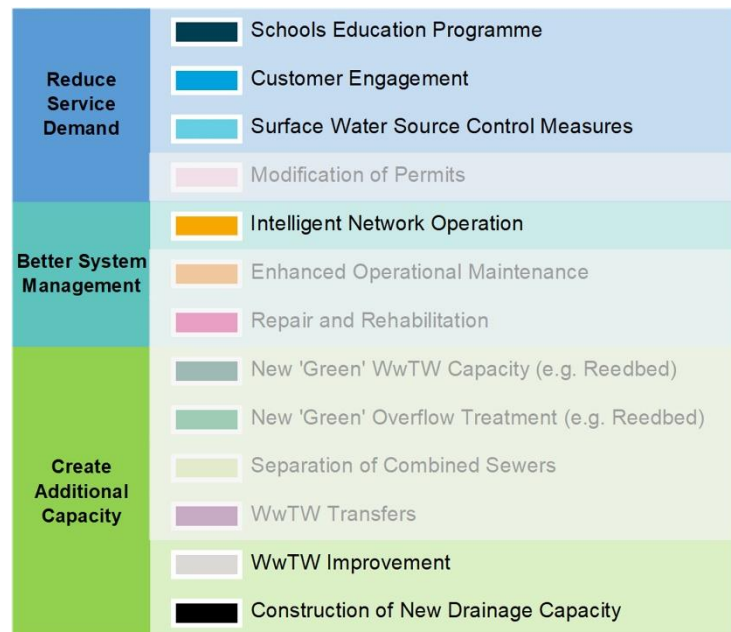 Reduce
Service
Demand
Schools Education Programme
Customer Engagement
Surface Water Source Control Measures
Modification of Permits
Better System
Management
Intelligent Network Operation
Enhanced Operational Maintenance
Repair and Rehabilitation
Create
Additional
Capacity
New 'Green' WwTW Capacity (e.g. Reedbed)
New 'Green' Overflow Treatment (e.g. Reedbed)
Separation of Combined Sewers
WwTW Transfers
WwTW Improvement
Construction of New Drainage Capacity